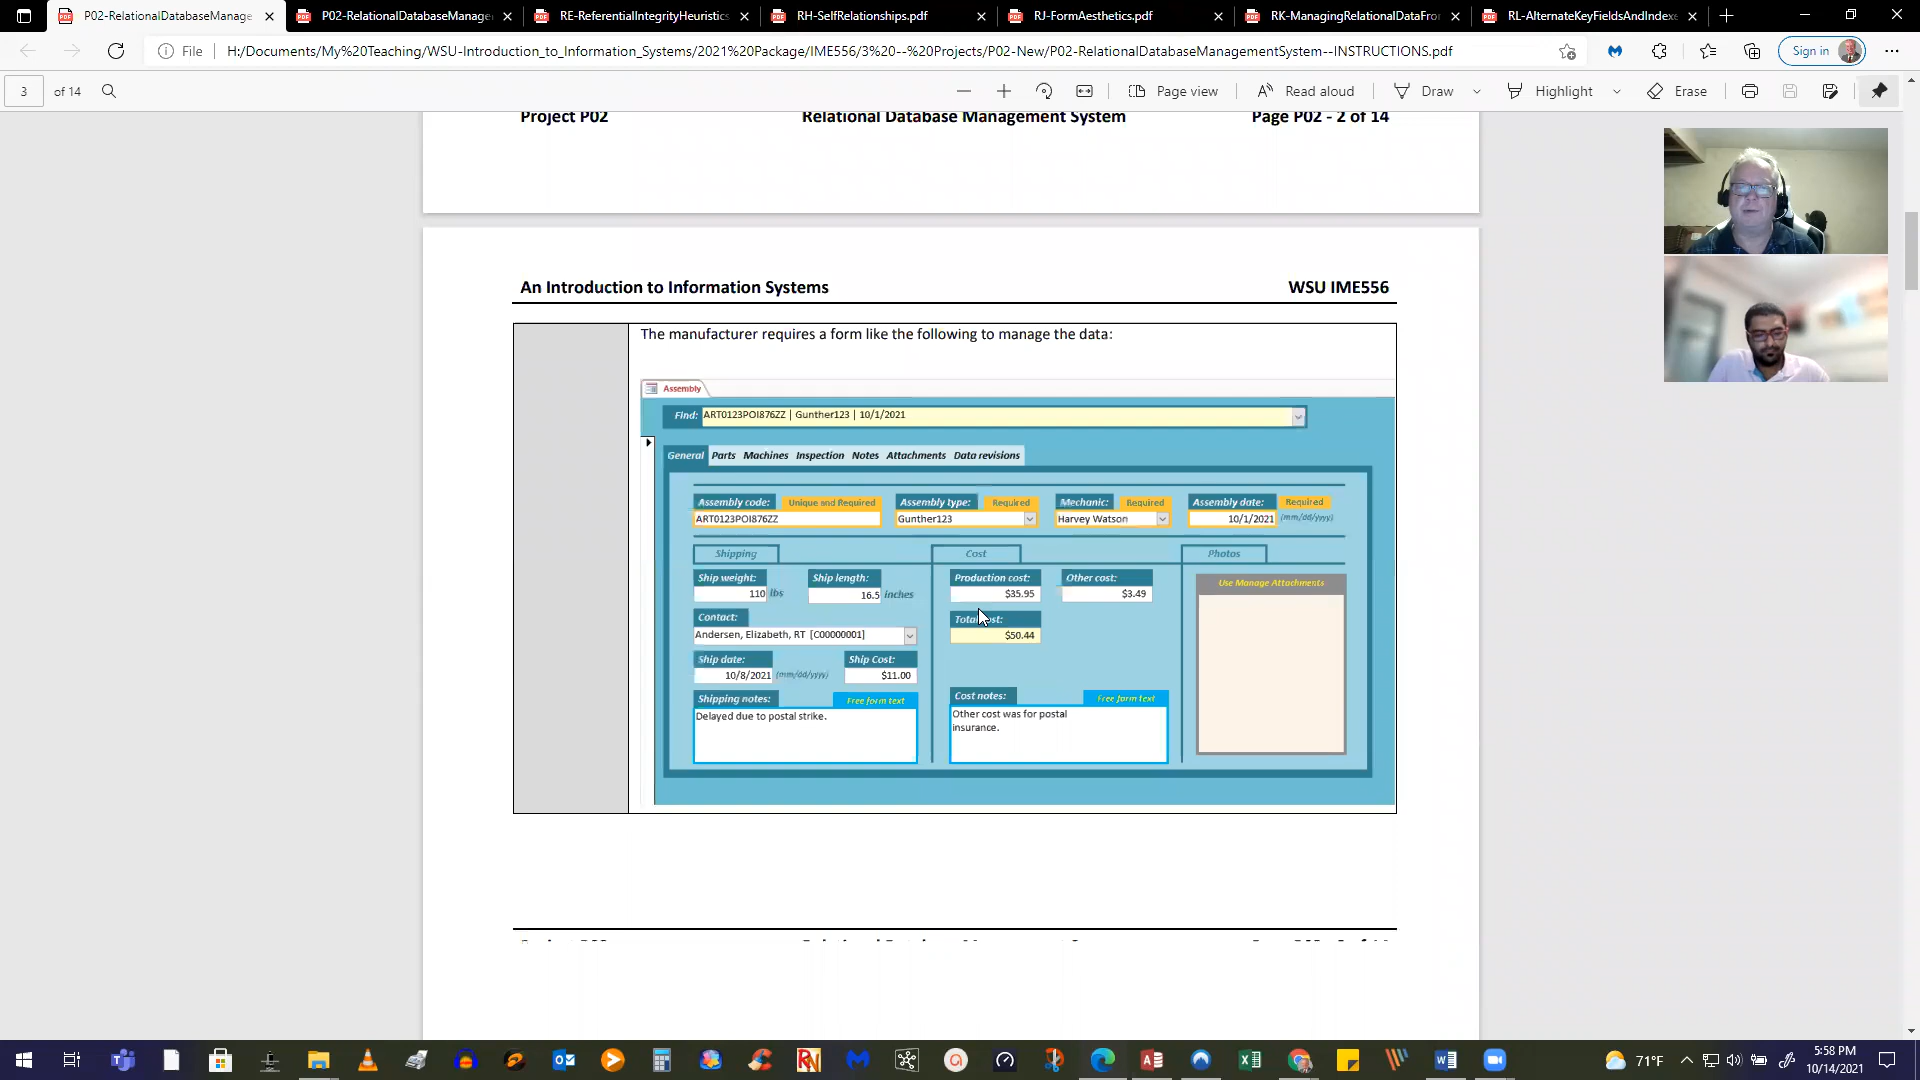 P02-RelationalDatabaseManage
P02-RelationalDatabaseManage
RE-ReferentialIntegrityHeuristics
RH-SelfRelationships.pdf
RJ-FormAesthetics.pdf
RK-ManagingRelationalDataFro
RL-AlternateKeyFieldsAndIndex
File
H:/Documents/My%20Teaching/WSU-Introduction_to_Information_Systems/2021%20Package/IME556/3%20--%20Projects/P02-New/P02-RelationalDatabaseManagementSystem--INSTRUCTIONS.pdf
Sign in
3 of 14
Page view
Read aloud
Draw
Highlight
Erase
Project P02 Relational Database Management System Page P02 - 2 of 14
An Introduction to Information Systems WSU IME556
The manufacturer requires a form like the following to manage the data:
Assembly
Find: ART0123POI876ZZ | Gunther123 | 10/1/2021
General Parts Machines Inspection Notes Attachments Data revisions
Assembly code: Unique and Required Assembly type: Required Mechanic: Required Assembly date: Required
ART0123POI876ZZ Gunther123 Harvey Watson 10/1/2021 (mm/dd/yyyy)
Shipping Cost Photos
Ship weight: Ship length: Production cost: Other cost: Use Manage Attachments
110 lbs 16.5 inches $35.95 $3.49
Contact: Total cost:
Andersen, Elizabeth, RT [C00000001] $50.44
Ship date: Ship Cost:
10/8/2021 (mm/dd/yyyy) $11.00
Shipping notes: Free form text Cost notes: Free form text
Delayed due to postal strike. Other cost was for postal
insurance.
71°F
5:58 PM
10/14/2021